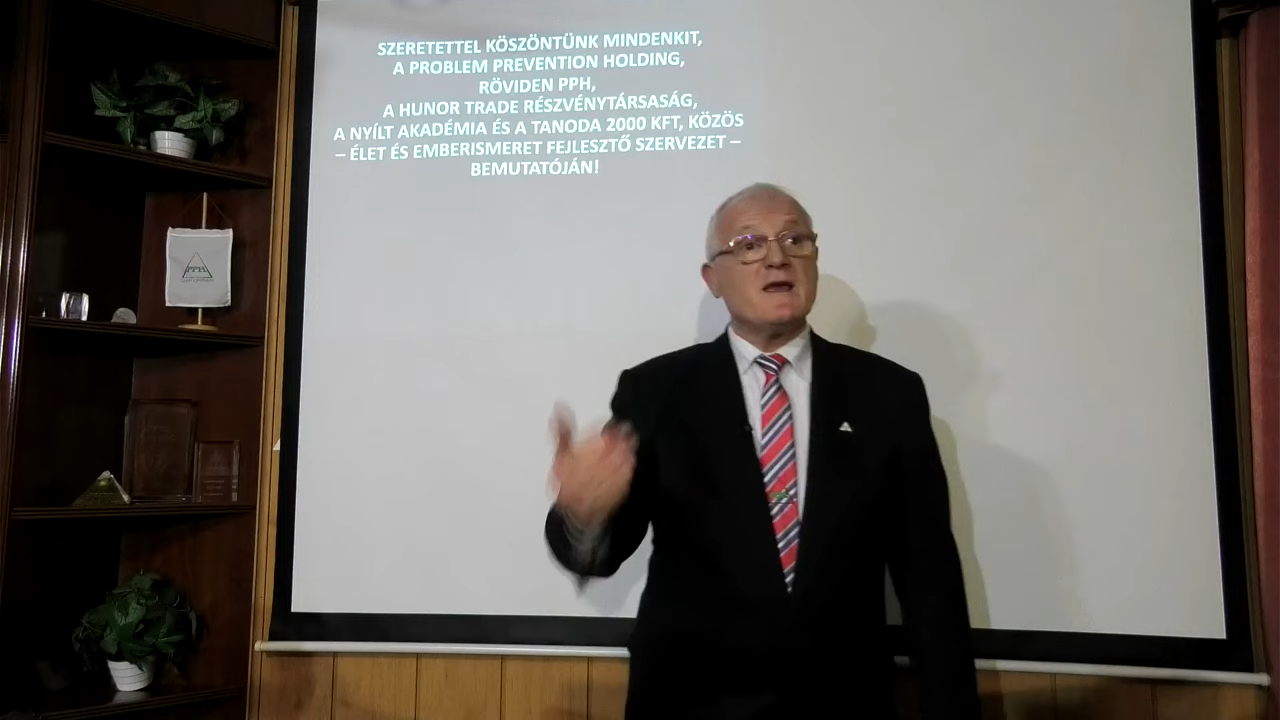 SZERETETTEL KÖSZÖNTÜNK MINDENKIT,
A PROBLEM PREVENTION HOLDING,
RÖVIDEN PPH,
A HUNOR TRADE RÉSZVÉNYTÁRSASÁG,
A NYÍLT AKADÉMIA ÉS A TANODA 2000 KFT, KÖZÖS
– ÉLET ÉS EMBERISMERET FEJLESZTŐ SZERVEZET –
BEMUTATÓJÁN!